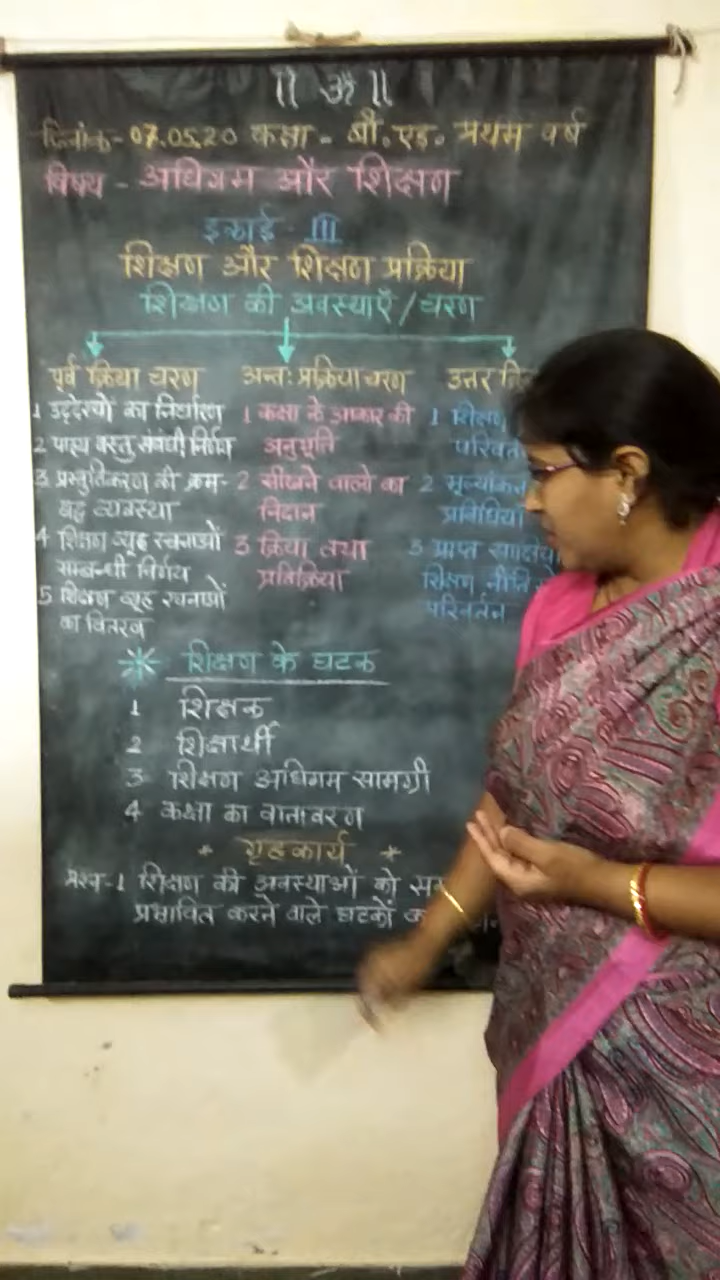 ॥ ॐ ॥
दिनांक- 07.05.20 कक्षा - बी.एड. प्रथम वर्ष
विषय - अधिगम और शिक्षण
इकाई - III
शिक्षण और शिक्षण प्रक्रिया
शिक्षण की अवस्थाएँ / चरण
पूर्व क्रिया चरण
1 उद्देश्यों का निर्धारण
2 पाठ्य वस्तु संबंधी निर्णय
3 प्रस्तुतिकरण की क्रम-
बद्ध व्यवस्था
4 शिक्षण व्यूह रचनाओं
सम्बन्धी निर्णय
5 शिक्षण व्यूह रचनाओं
का वितरण
अन्तः प्रक्रिया चरण
1 कक्षा के आकार की
अनुभूति
2 सीखने वालो का
निदान
3 क्रिया तथा
प्रतिक्रिया
उत्तर
1 शिक्षण
2 मूल्यांकन
प्रविधियां
3 प्राप्त
शिक्षण नीति
परिवर्तन
शिक्षण के घटक
1 शिक्षक
2 शिक्षार्थी
3 शिक्षण अधिगम सामग्री
4 कक्षा का वातावरण
* गृहकार्य *
प्रश्न-1 शिक्षण की अवस्थाओं को
प्रभावित करने वाले घटकों